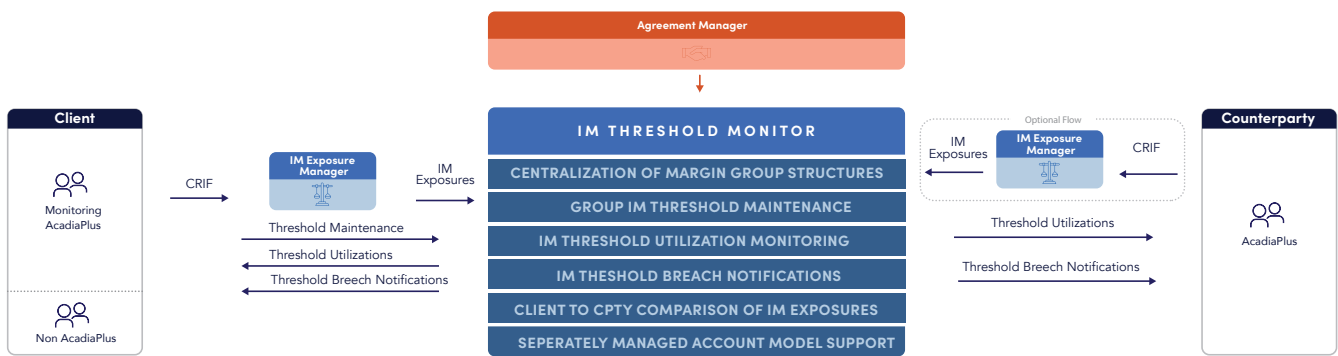 Agreement Manager
Client
Monitoring
AcadiaPlus
Non AcadiaPlus
CRIF
IM Exposure
Manager
IM
Exposures
Threshold Maintenance
Threshold Utilizations
Threshold Breech Notifications
IM THRESHOLD MONITOR
CENTRALIZATION OF MARGIN GROUP STRUCTURES
GROUP IM THRESHOLD MAINTENANCE
IM THRESHOLD UTILIZATION MONITORING
IM THESHOLD BREACH NOTIFICATIONS
CLIENT TO CPTY COMPARISON OF IM EXPOSURES
SEPERATELY MANAGED ACCOUNT MODEL SUPPORT
Optional Flow
IM
Exposures
IM Exposure
Manager
CRIF
Threshold Utilizations
Threshold Breech Notifications
Counterparty
AcadiaPlus